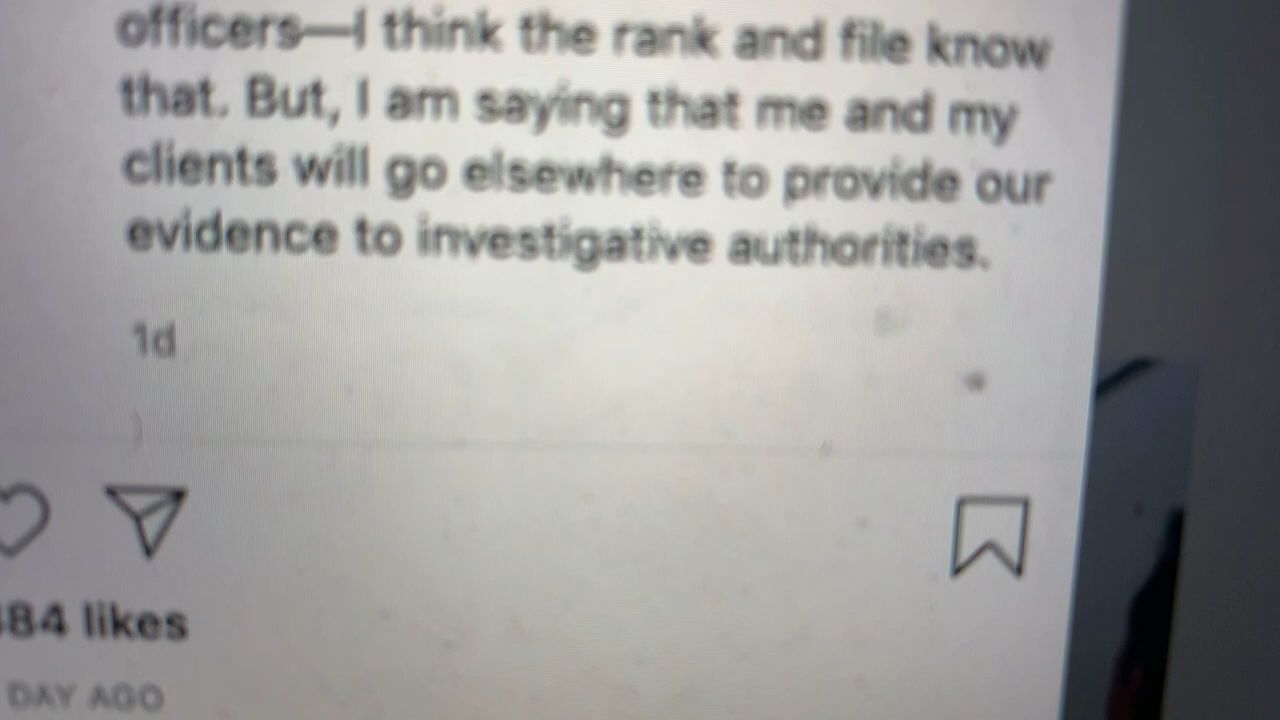 officers—I think the rank and file know
that. But, I am saying that me and my
clients will go elsewhere to provide our
evidence to investigative authorities.
1d
84 likes
DAY AGO